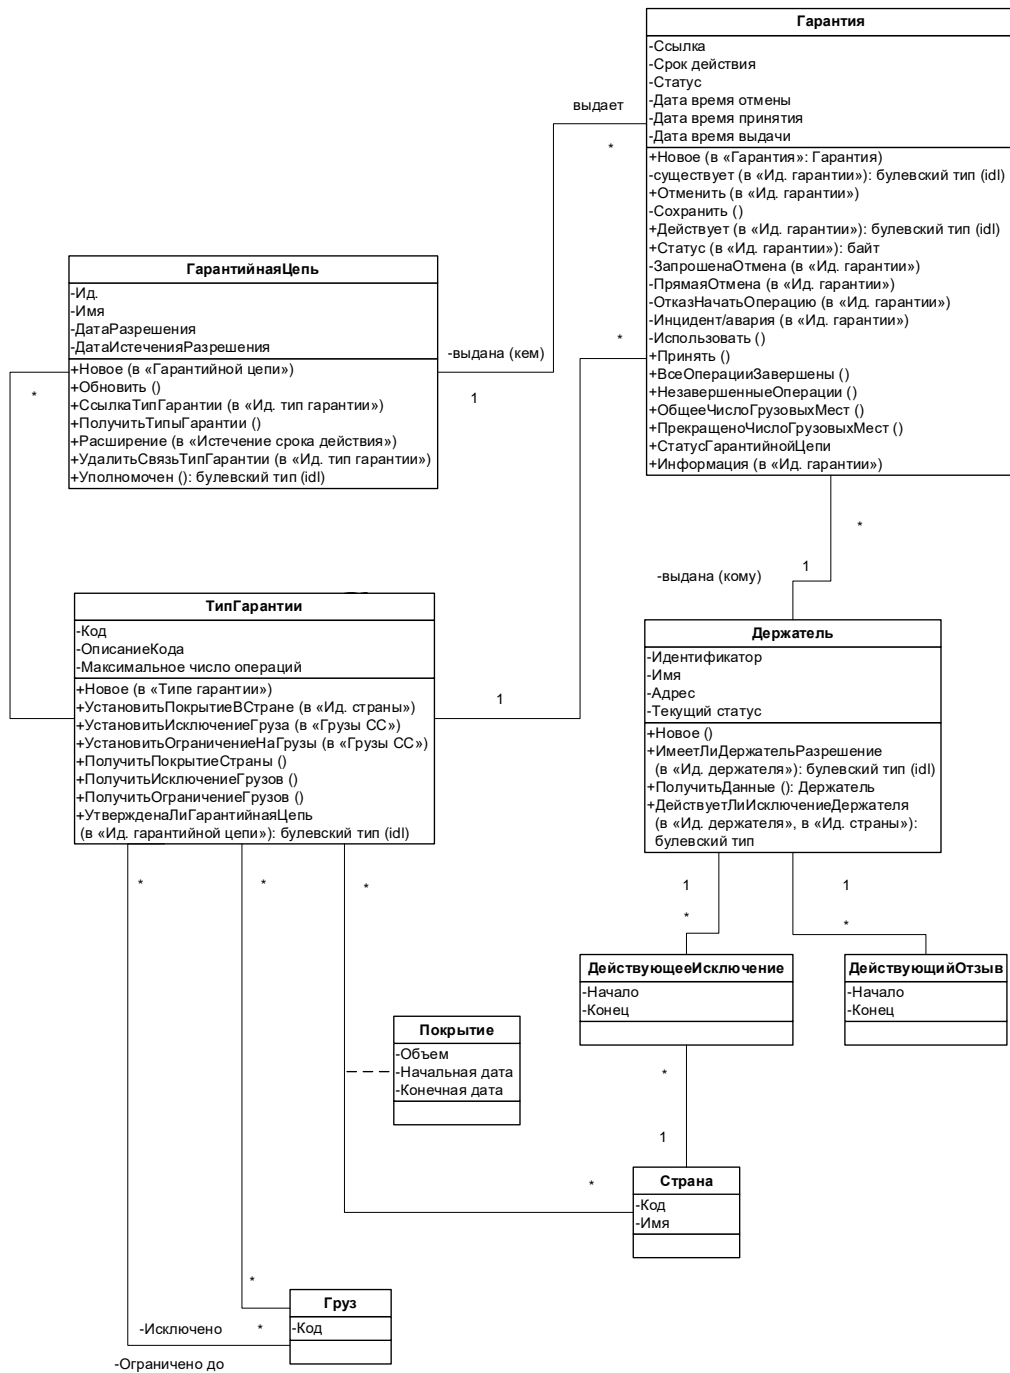 Гарантия
-Ссылка
-Срок действия
-Статус
-Дата время отмены
-Дата время принятия
-Дата время выдачи
+Новое (в «Гарантия»: Гарантия)
-существует (в «Ид. гарантии»): булевский тип (idl)
+Отменить (в «Ид. гарантии»)
-Сохранить ()
+Действует (в «Ид. гарантии»): булевский тип (idl)
+Статус (в «Ид. гарантии»): байт
-ЗапрошенаОтмена (в «Ид. гарантии»)
-ПрямаяОтмена (в «Ид. гарантии»)
-ОтказНачатьОперацию (в «Ид. гарантии»)
-Инцидент/авария (в «Ид. гарантии»)
-Использовать ()
+Принять ()
+ВсеОперацииЗавершены ()
+НезавершенныеОперации ()
+ОбщееЧислоГрузовыхМест ()
+ПрекращеноЧислоГрузовыхМест ()
+СтатусГарантийнойЦепи
+Информация (в «Ид. гарантии»)
выдает
*
ГарантийнаяЦепь
-Ид.
-Имя
-ДатаРазрешения
-ДатаИстеченияРазрешения
+Новое (в «Гарантийной цепи»)
+Обновить ()
+СсылкаТипГарантии (в «Ид. тип гарантии»)
+ПолучитьТипыГарантии ()
+Расширение (в «Истечение срока действия»)
+УдалитьСвязьТипГарантии (в «Ид. тип гарантии»)
+Уполномочен (): булевский тип (idl)
-выдана (кем)
1
*
*
*
1
-выдана (кому)
ТипГарантии
-Код
-ОписаниеКода
-Максимальное число операций
+Новое (в «Типе гарантии»)
+УстановитьПокрытиеВСтране (в «Ид. страны»)
+УстановитьИсключениеГруза (в «Грузы СС»)
+УстановитьОграничениеНаГрузы (в «Грузы СС»)
+ПолучитьПокрытиеСтраны ()
+ПолучитьИсключениеГрузов ()
+ПолучитьОграничениеГрузов ()
+УтвержденаЛиГарантийнаяЦепь
(в «Ид. гарантийной цепи»): булевский тип (idl)
1
Держатель
-Идентификатор
-Имя
-Адрес
-Текущий статус
+Новое ()
+ИмеетЛиДержательРазрешение
(в «Ид. держателя»): булевский тип (idl)
+ПолучитьДанные (): Держатель
+ДействуетЛиИсключениеДержателя
(в «Ид. держателя», в «Ид. страны»):
булевский тип
*
*
*
1
1
*
*
ДействующееИсключение
-Начало
-Конец
ДействующийОтзыв
-Начало
-Конец
Покрытие
-Объем
-Начальная дата
-Конечная дата
*
1
Страна
-Код
-Имя
*
*
Груз
-Код
-Исключено
*
-Ограничено до